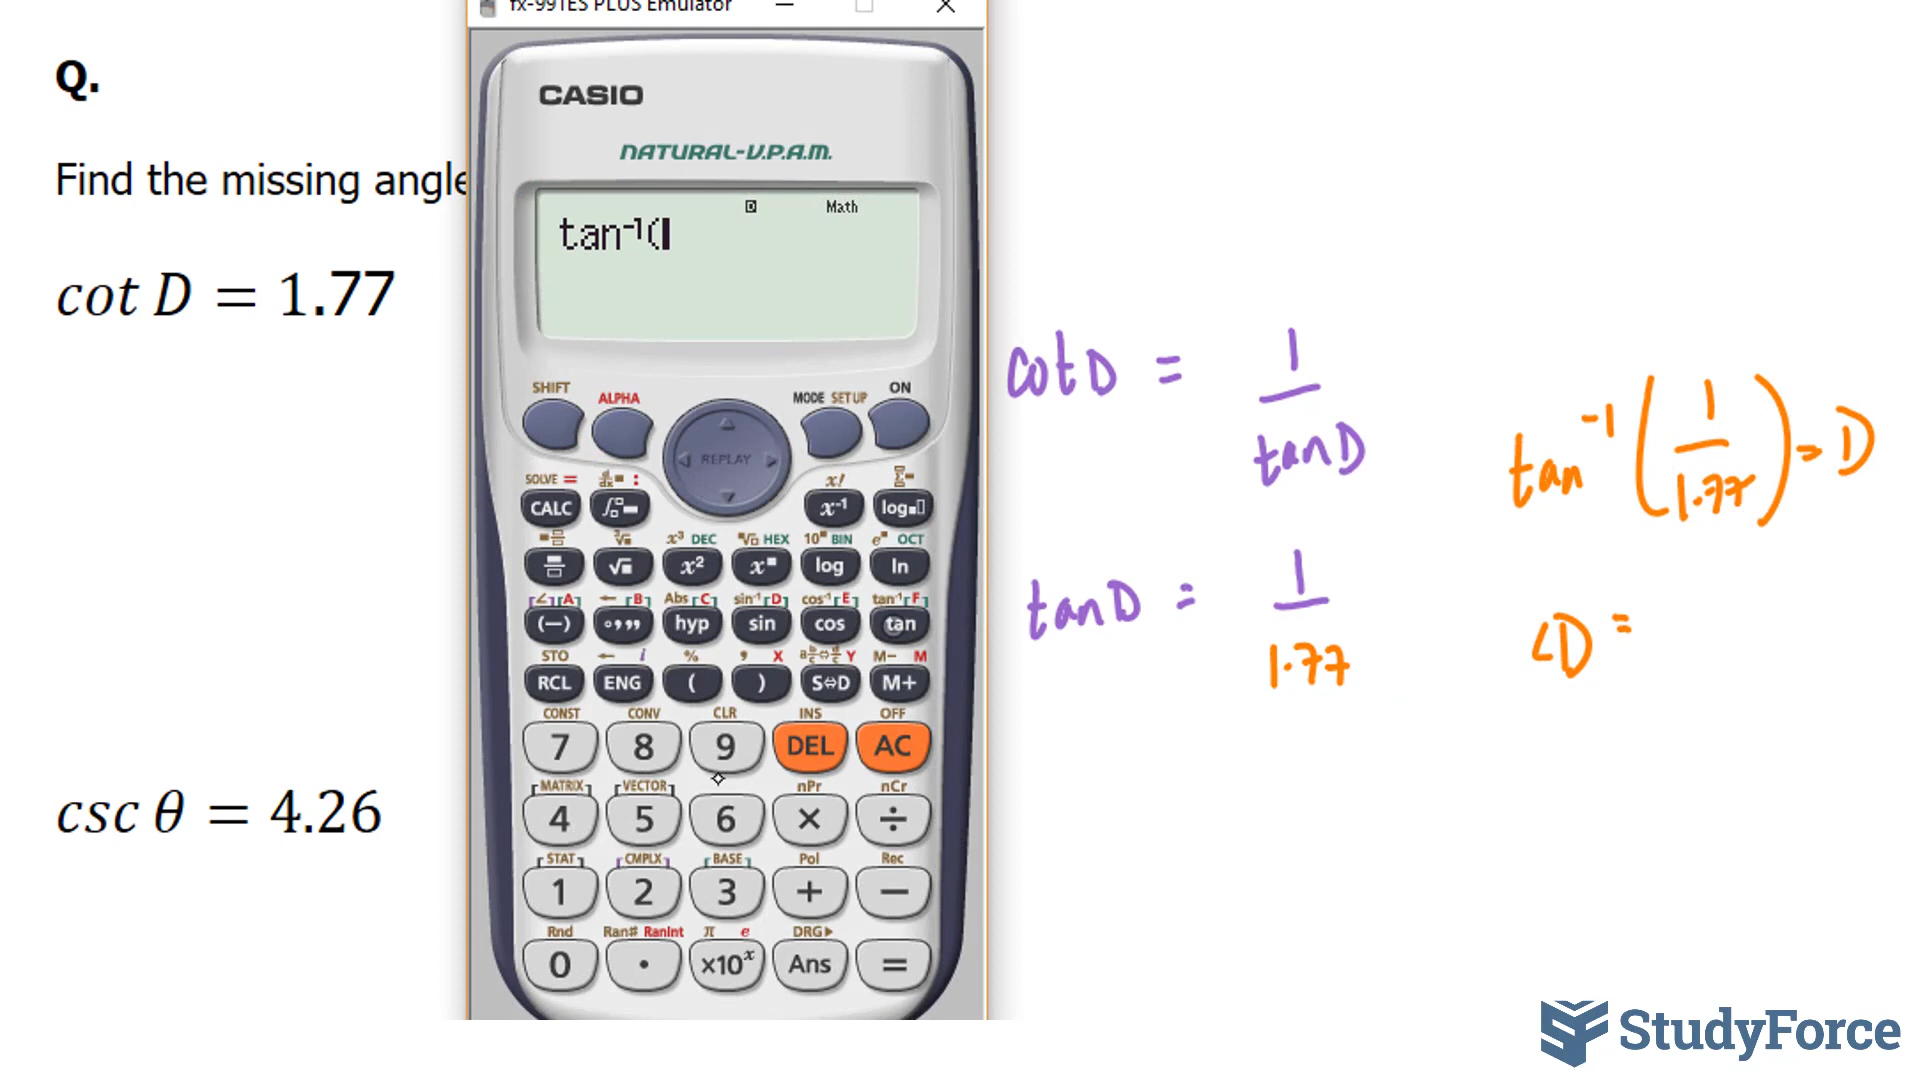 fx-991ES PLUS Emulator
Q.
Find the missing angle
cot D = 1.77
csc θ = 4.26
CASIO
NATURAL-V.P.A.M.
D Math
tan⁻¹(
SHIFT ALPHA MODE SETUP ON
REPLAY
SOLVE = d/dx : x! Σ
CALC ∫ x⁻¹ log
x³ DEC HEX 10 BIN e OCT
√ x² x log ln
∠ A ← B Abs C sin⁻¹ D cos⁻¹ E tan⁻¹ F
(−) °,,, hyp sin cos tan
STO ← i % , X Y M− M
RCL ENG ( ) S⇔D M+
CONST CONV CLR INS OFF
7 8 9 DEL AC
MATRIX VECTOR nPr nCr
4 5 6 × ÷
STAT CMPLX BASE Pol Rec
1 2 3 + −
Rnd Ran# RanInt π e DRG▶
0 . ×10ˣ Ans =
cot D = 1/tan D
tan D = 1/1.77
tan⁻¹(1/1.77) = D
∠D =
StudyForce